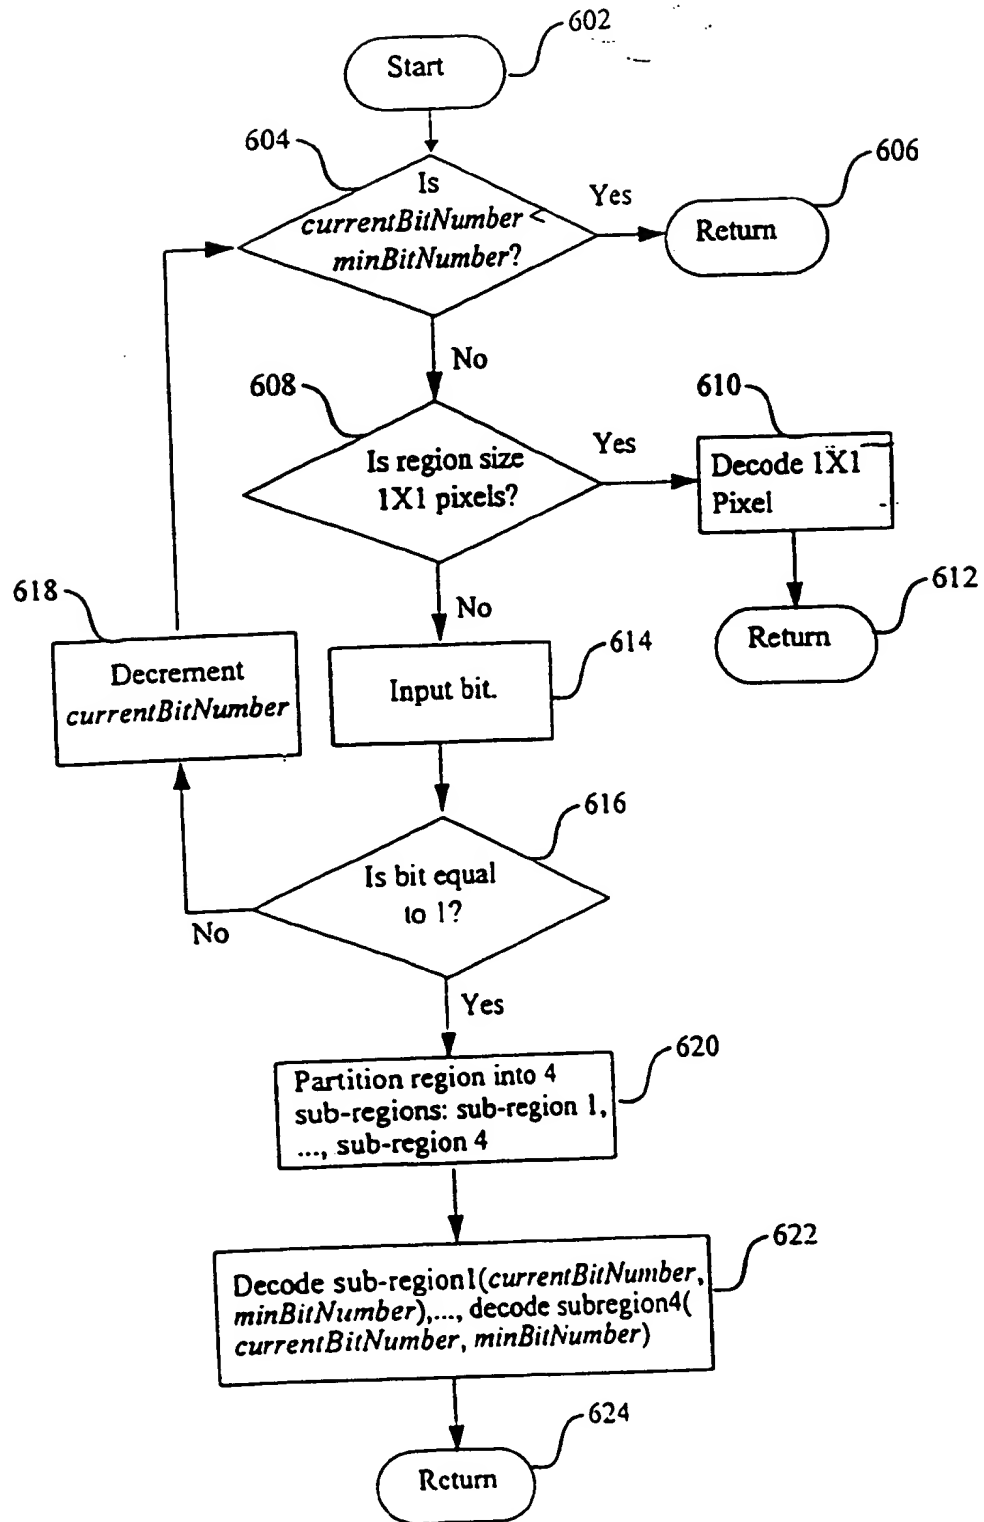 602
Start
604
Is
currentBitNumber <
minBitNumber?
Yes
606
Return
No
608
Is region size
1X1 pixels?
Yes
610
Decode 1X1
Pixel
612
Return
No
618
Decrement
currentBitNumber
614
Input bit.
616
Is bit equal
to 1?
No
Yes
620
Partition region into 4
sub-regions: sub-region 1,
..., sub-region 4
622
Decode sub-region1(currentBitNumber,
minBitNumber),..., decode subregion4(
currentBitNumber, minBitNumber)
624
Return